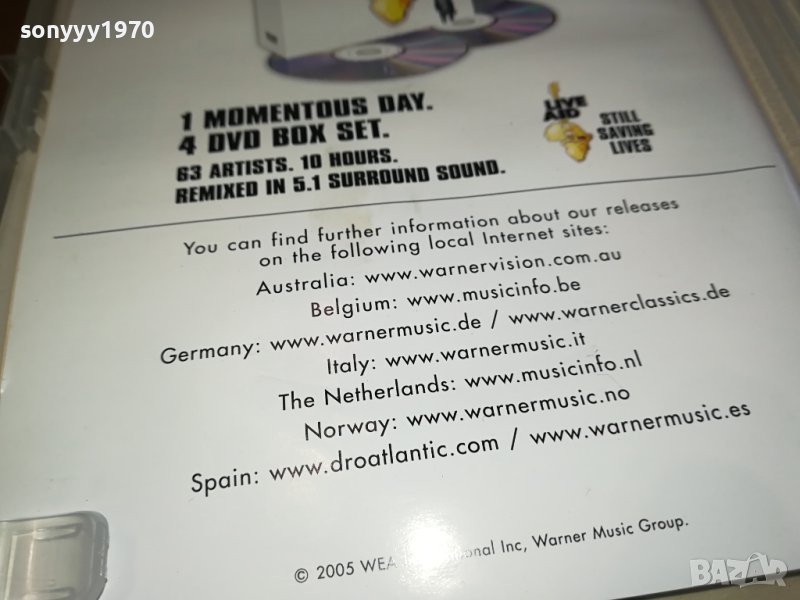 sonyyy1970
1 MOMENTOUS DAY.
4 DVD BOX SET.
63 ARTISTS. 10 HOURS.
REMIXED IN 5.1 SURROUND SOUND.
LIVE
AID
STILL
SAVING
LIVES
You can find further information about our releases
on the following local Internet sites:
Australia: www.warnervision.com.au
Belgium: www.musicinfo.be
Germany: www.warnermusic.de / www.warnerclassics.de
Italy: www.warnermusic.it
The Netherlands: www.musicinfo.nl
Norway: www.warnermusic.no
Spain: www.droatlantic.com / www.warnermusic.es
© 2005 WEA Inc, Warner Music Group.
BAZAR